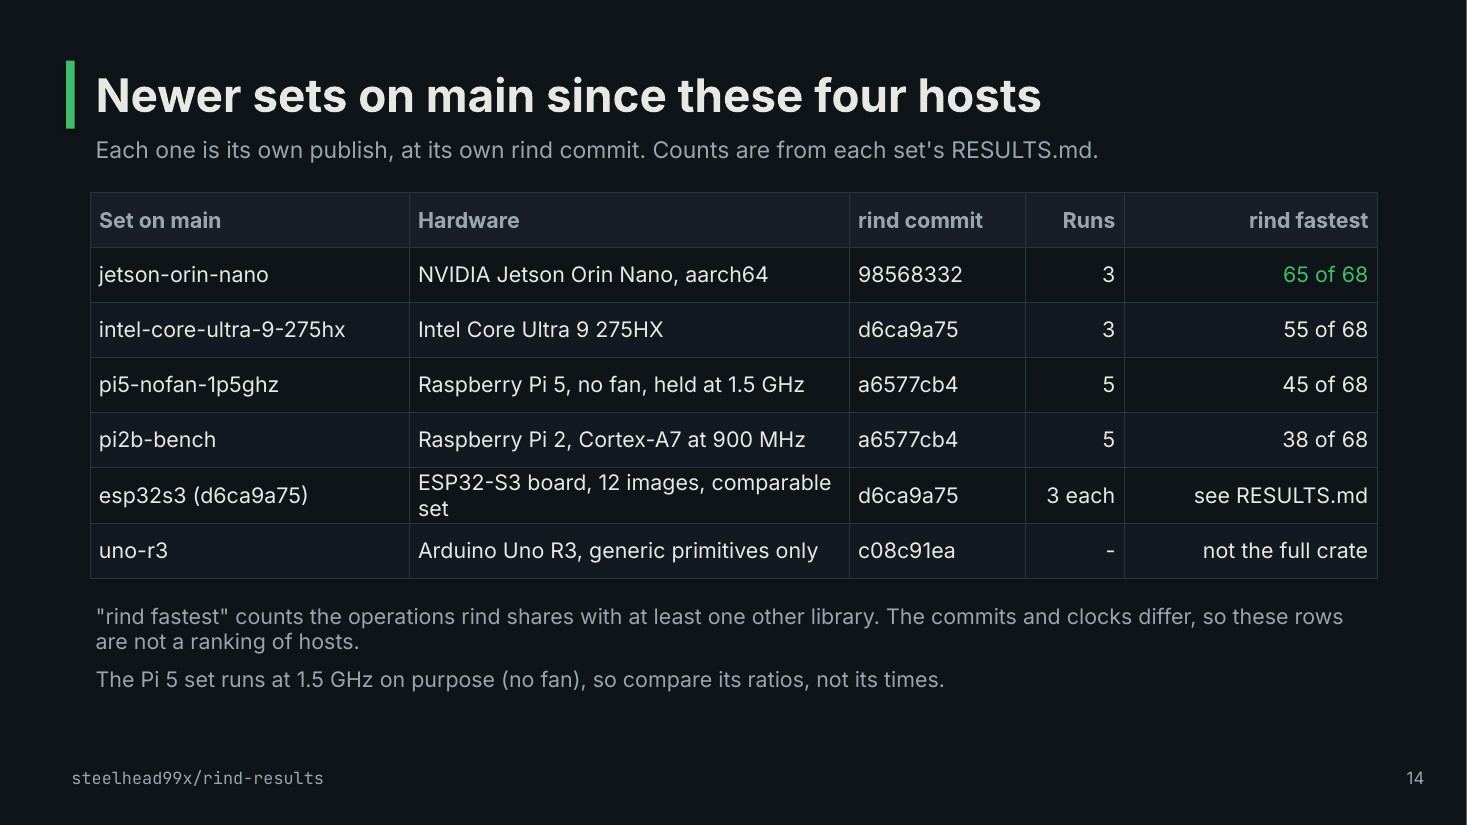 Newer sets on main since these four hosts
Each one is its own publish, at its own rind commit. Counts are from each set's RESULTS.md.
Set on main Hardware rind commit Runs rind fastest
jetson-orin-nano NVIDIA Jetson Orin Nano, aarch64 98568332 3 65 of 68
intel-core-ultra-9-275hx Intel Core Ultra 9 275HX d6ca9a75 3 55 of 68
pi5-nofan-1p5ghz Raspberry Pi 5, no fan, held at 1.5 GHz a6577cb4 5 45 of 68
pi2b-bench Raspberry Pi 2, Cortex-A7 at 900 MHz a6577cb4 5 38 of 68
esp32s3 (d6ca9a75) ESP32-S3 board, 12 images, comparable set d6ca9a75 3 each see RESULTS.md
uno-r3 Arduino Uno R3, generic primitives only c08c91ea - not the full crate
"rind fastest" counts the operations rind shares with at least one other library. The commits and clocks differ, so these rows
are not a ranking of hosts.
The Pi 5 set runs at 1.5 GHz on purpose (no fan), so compare its ratios, not its times.
steelhead99x/rind-results 14